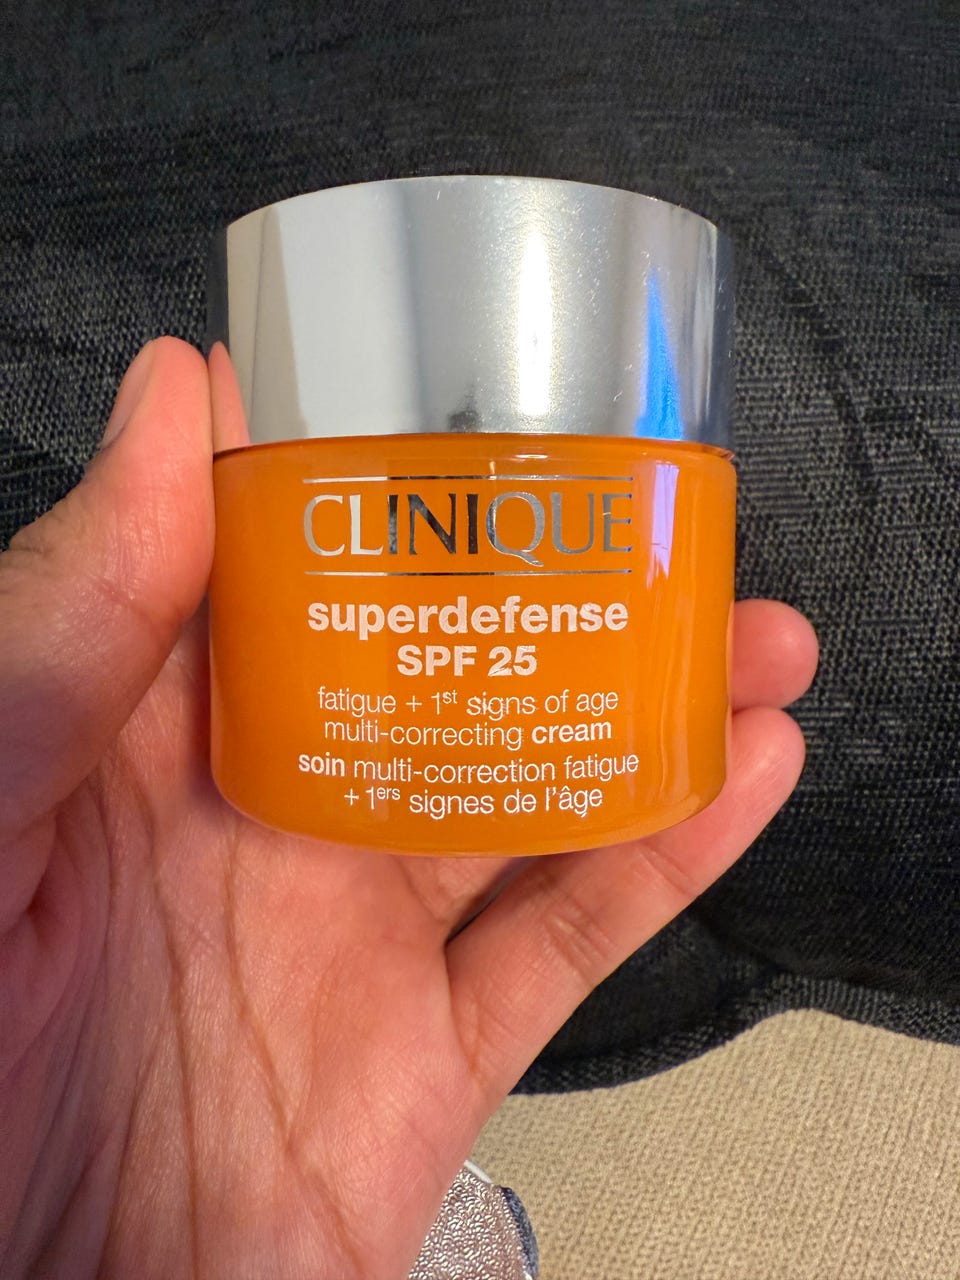 CLINIQUE
superdefense
SPF 25
fatigue + 1st signs of age
multi-correcting cream
soin multi-correction fatigue
+ 1ers signes de l'âge